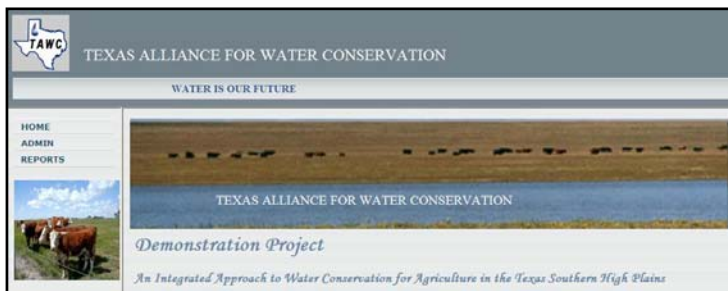 TAWC
TEXAS ALLIANCE FOR WATER CONSERVATION
WATER IS OUR FUTURE
HOME
ADMIN
REPORTS
TEXAS ALLIANCE FOR WATER CONSERVATION
Demonstration Project
An Integrated Approach to Water Conservation for Agriculture in the Texas Southern High Plains